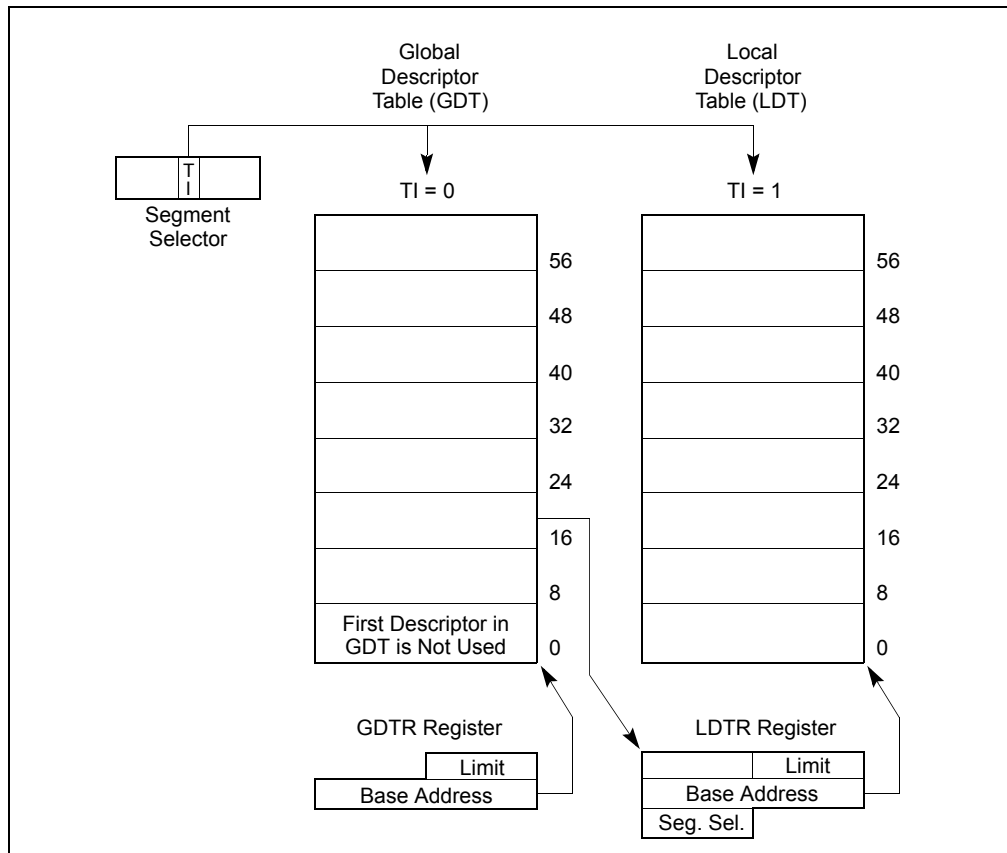 Global
Descriptor
Table (GDT)
Local
Descriptor
Table (LDT)
T
I
Segment
Selector
TI = 0
TI = 1
56
48
40
32
24
16
8
First Descriptor in
GDT is Not Used
0
56
48
40
32
24
16
8
0
GDTR Register
Limit
Base Address
LDTR Register
Limit
Base Address
Seg. Sel.